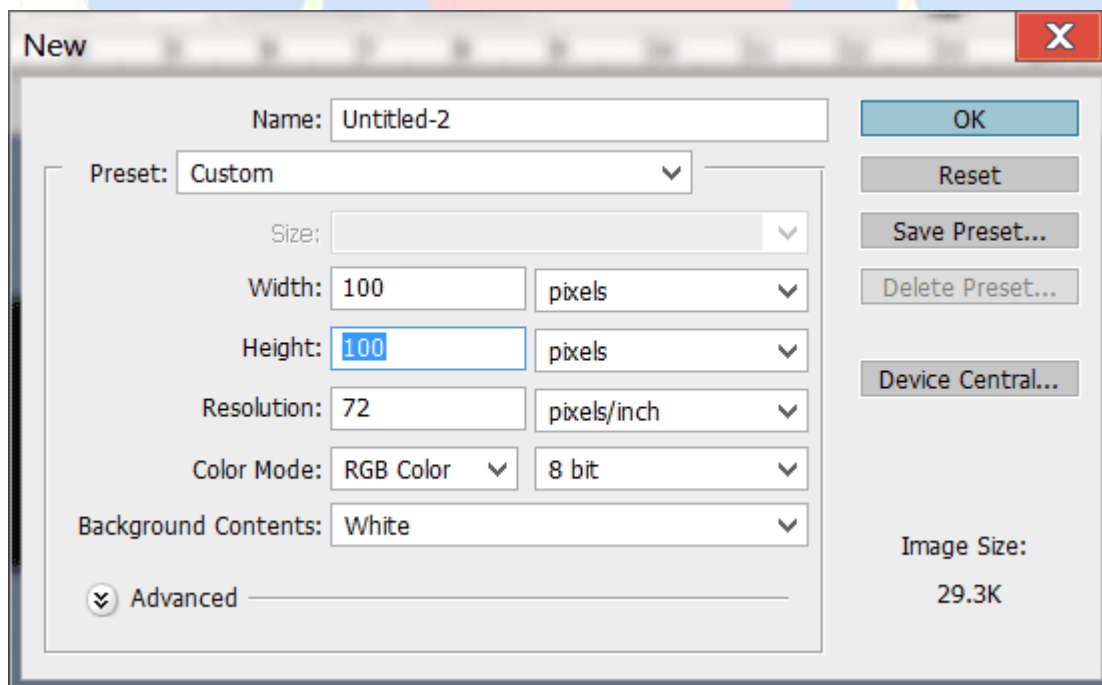 New
Name: Untitled-2
OK
Preset: Custom
Reset
Size:
Save Preset...
Width: 100 pixels
Delete Preset...
Height: 100 pixels
Device Central...
Resolution: 72 pixels/inch
Color Mode: RGB Color 8 bit
Background Contents: White
Image Size:
29.3K
Advanced